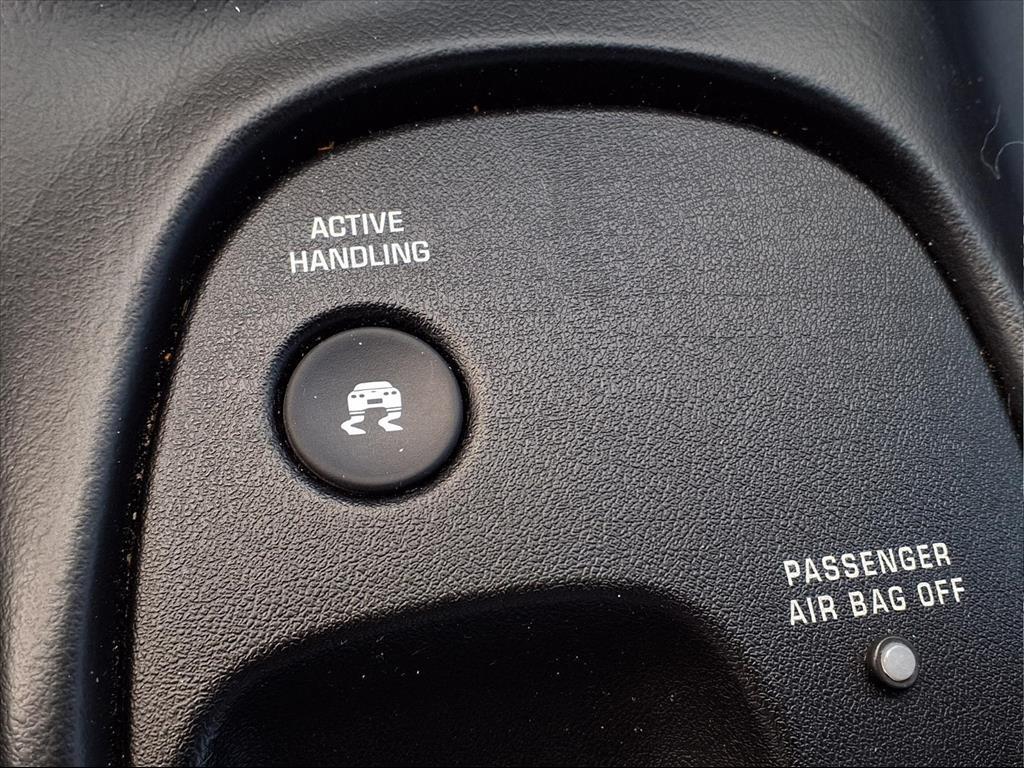 ACTIVE
HANDLING
PASSENGER
AIR BAG OFF